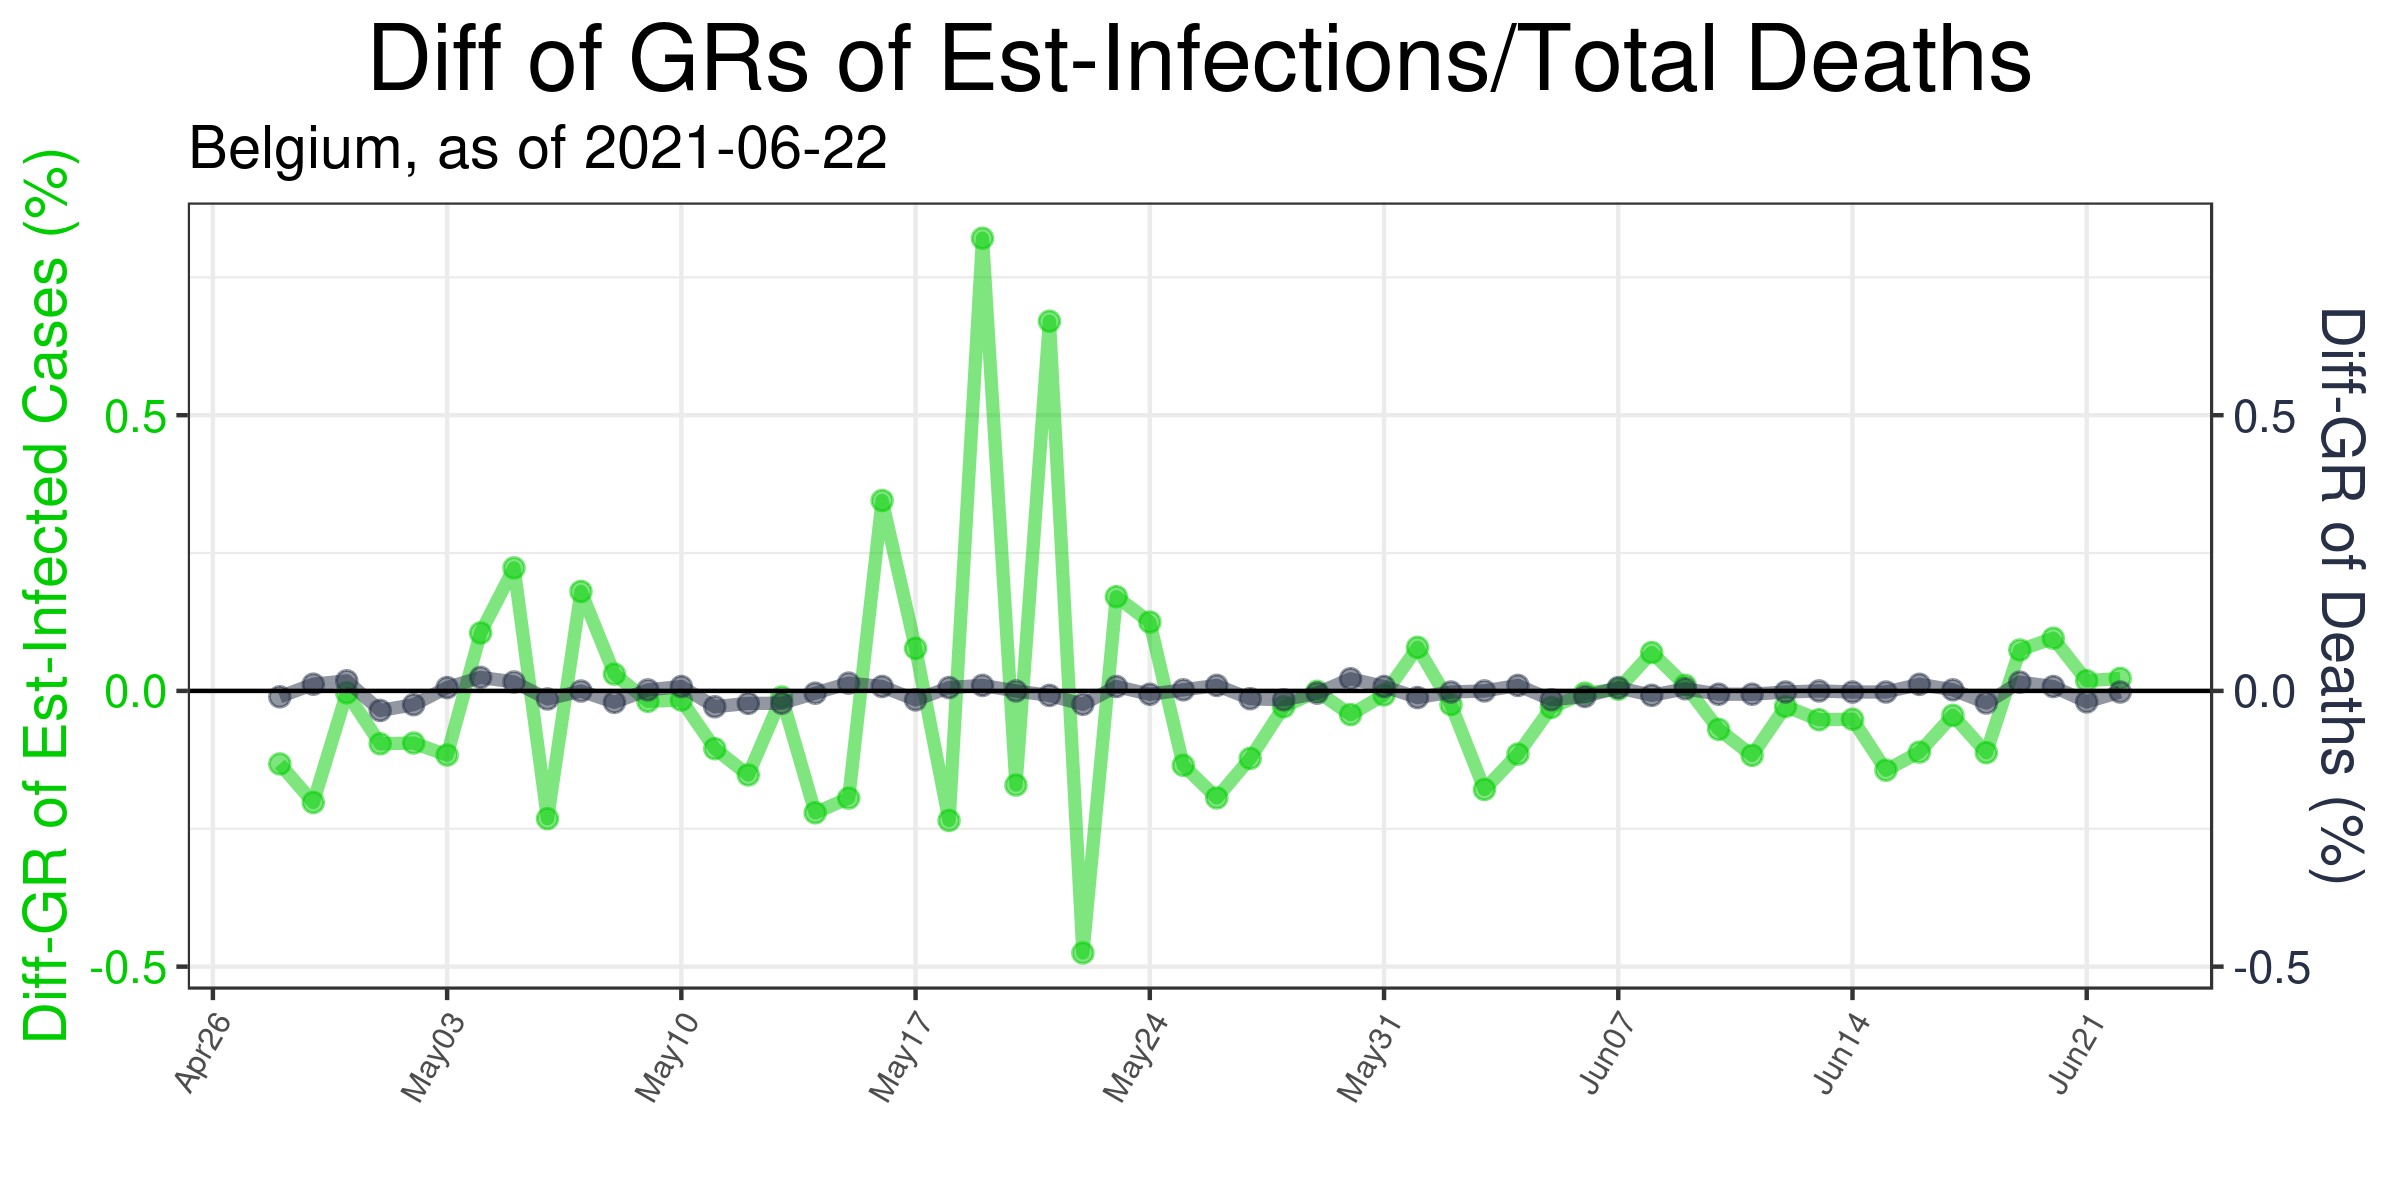 Diff of GRs of Est-Infections/Total Deaths
Belgium, as of 2021-06-22
Diff-GR of Est-Infected Cases (%)
0.5
0.0
-0.5
0.5
0.0
-0.5
Diff-GR of Deaths (%)
Apr26
May03
May10
May17
May24
May31
Jun07
Jun14
Jun21